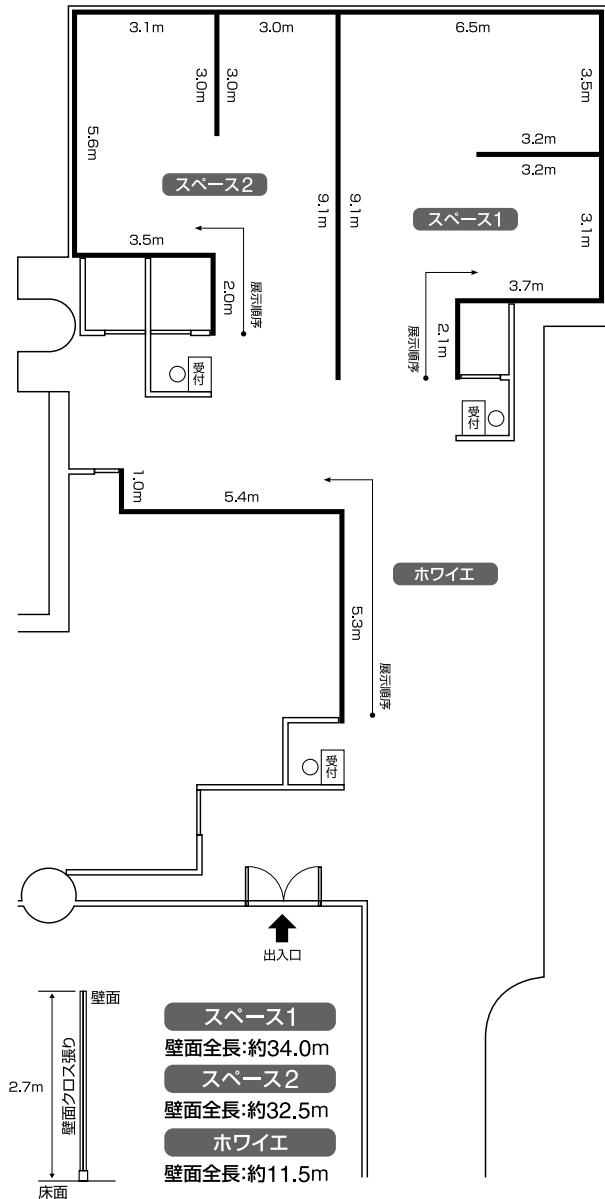 3.1m
3.0m
6.5m
3.0m
3.0m
3.5m
5.6m
3.2m
3.2m
スペース2
9.1m
9.1m
スペース1
3.1m
3.5m
3.7m
2.0m
展示順序
2.1m
展示順序
受付
受付
1.0m
5.4m
ホワイエ
5.3m
展示順序
受付
出入口
壁面
2.7m
壁面クロス張り
床面
スペース1
壁面全長:約34.0m
スペース2
壁面全長:約32.5m
ホワイエ
壁面全長:約11.5m